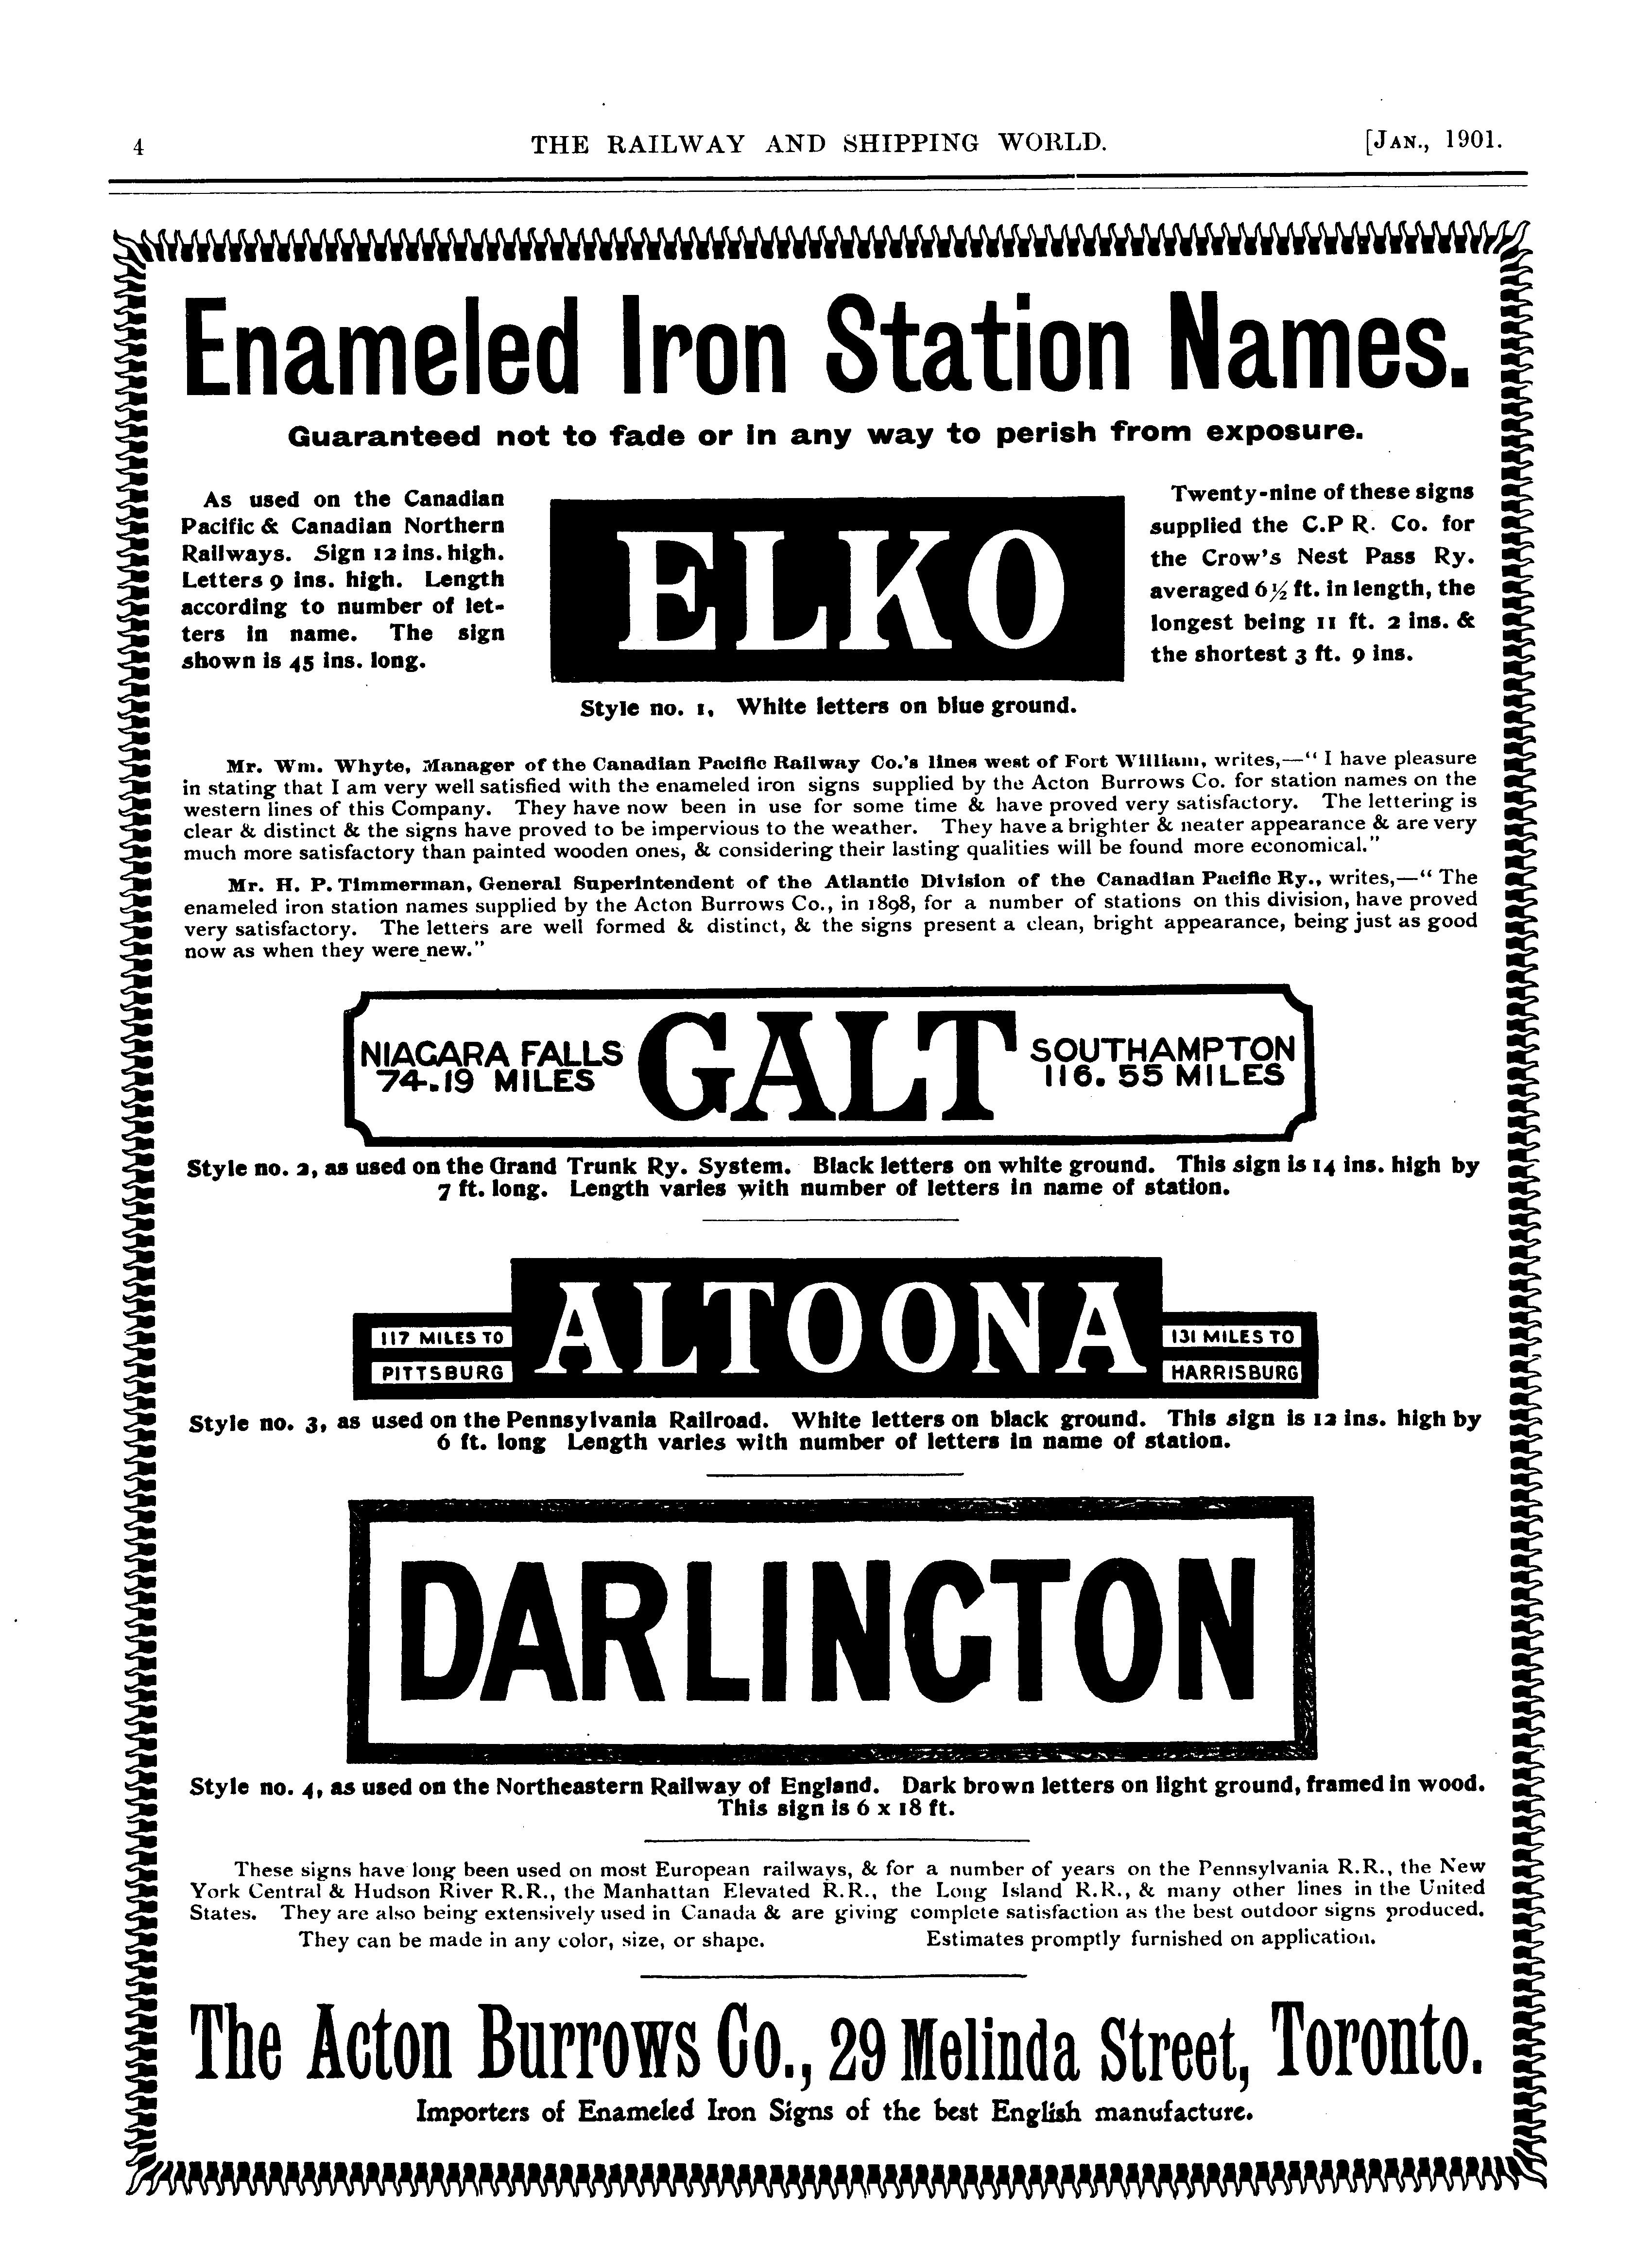 4
THE RAILWAY AND SHIPPING WORLD.
[JAN., 1901.
Enameled Iron Station Names.
Guaranteed not to fade or in any way to perish from exposure.
As used on the Canadian
Pacific & Canadian Northern
Railways. Sign 12 ins. high.
Letters 9 ins. high. Length
according to number of let-
ters in name. The sign
shown is 45 ins. long.
ELKO
Twenty-nine of these signs
supplied the C.P R. Co. for
the Crow's Nest Pass Ry.
averaged 6½ ft. in length, the
longest being 11 ft. 2 ins. &
the shortest 3 ft. 9 ins.
Style no. 1, White letters on blue ground.
Mr. Wm. Whyte, Manager of the Canadian Pacific Railway Co.'s lines west of Fort William, writes,—“ I have pleasure
in stating that I am very well satisfied with the enameled iron signs supplied by the Acton Burrows Co. for station names on the
western lines of this Company. They have now been in use for some time & have proved very satisfactory. The lettering is
clear & distinct & the signs have proved to be impervious to the weather. They have a brighter & neater appearance & are very
much more satisfactory than painted wooden ones, & considering their lasting qualities will be found more economical.”
Mr. H. P. Timmerman, General Superintendent of the Atlantic Division of the Canadian Pacific Ry., writes,—“ The
enameled iron station names supplied by the Acton Burrows Co., in 1898, for a number of stations on this division, have proved
very satisfactory. The letters are well formed & distinct, & the signs present a clean, bright appearance, being just as good
now as when they were new.”
NIAGARA FALLS
74.19 MILES
GALT
SOUTHAMPTON
116.55 MILES
Style no. 2, as used on the Grand Trunk Ry. System. Black letters on white ground. This sign is 14 ins. high by
7 ft. long. Length varies with number of letters in name of station.
117 MILES TO
PITTSBURG
ALTOONA
131 MILES TO
HARRISBURG
Style no. 3, as used on the Pennsylvania Railroad. White letters on black ground. This sign is 12 ins. high by
6 ft. long Length varies with number of letters in name of station.
DARLINGTON
Style no. 4, as used on the Northeastern Railway of England. Dark brown letters on light ground, framed in wood.
This sign is 6 x 18 ft.
These signs have long been used on most European railways, & for a number of years on the Pennsylvania R.R., the New
York Central & Hudson River R.R., the Manhattan Elevated R.R., the Long Island R.R., & many other lines in the United
States. They are also being extensively used in Canada & are giving complete satisfaction as the best outdoor signs produced.
They can be made in any color, size, or shape. Estimates promptly furnished on application.
The Acton Burrows Co., 29 Melinda Street, Toronto.
Importers of Enameled Iron Signs of the best English manufacture.